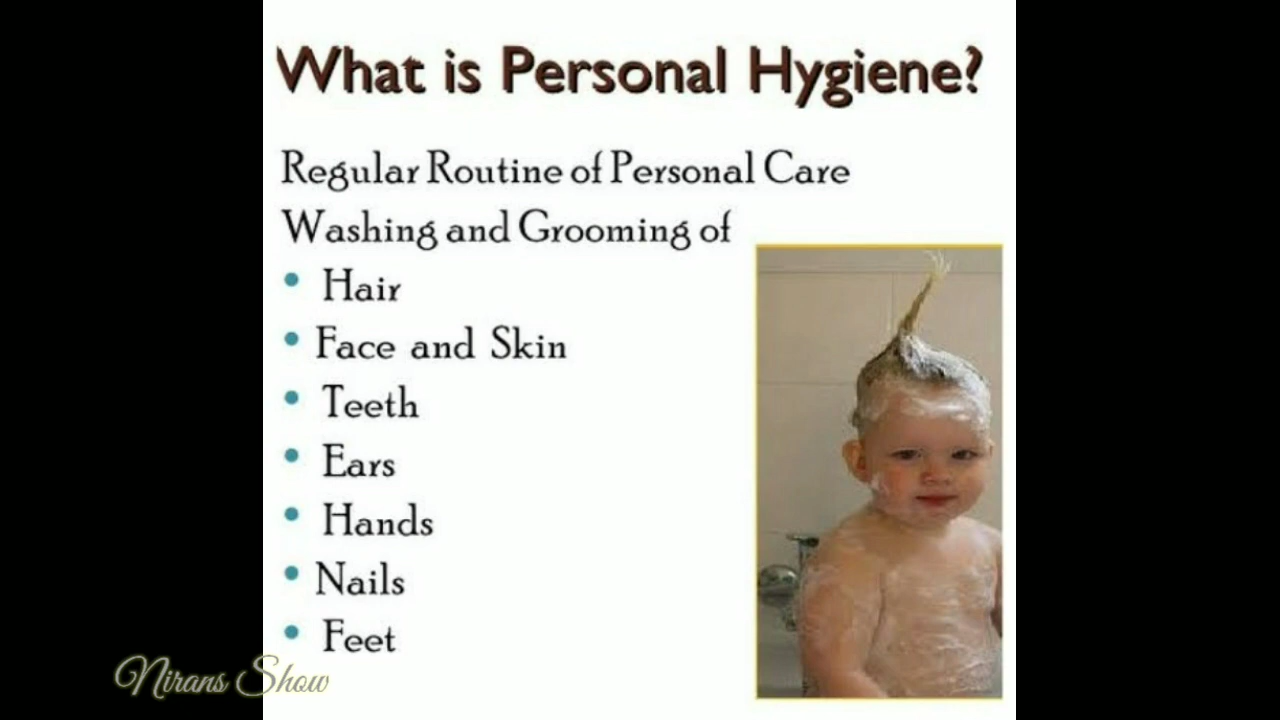 What is Personal Hygiene?
Regular Routine of Personal Care
Washing and Grooming of
• Hair
• Face and Skin
• Teeth
• Ears
• Hands
• Nails
• Feet
Nirans Show